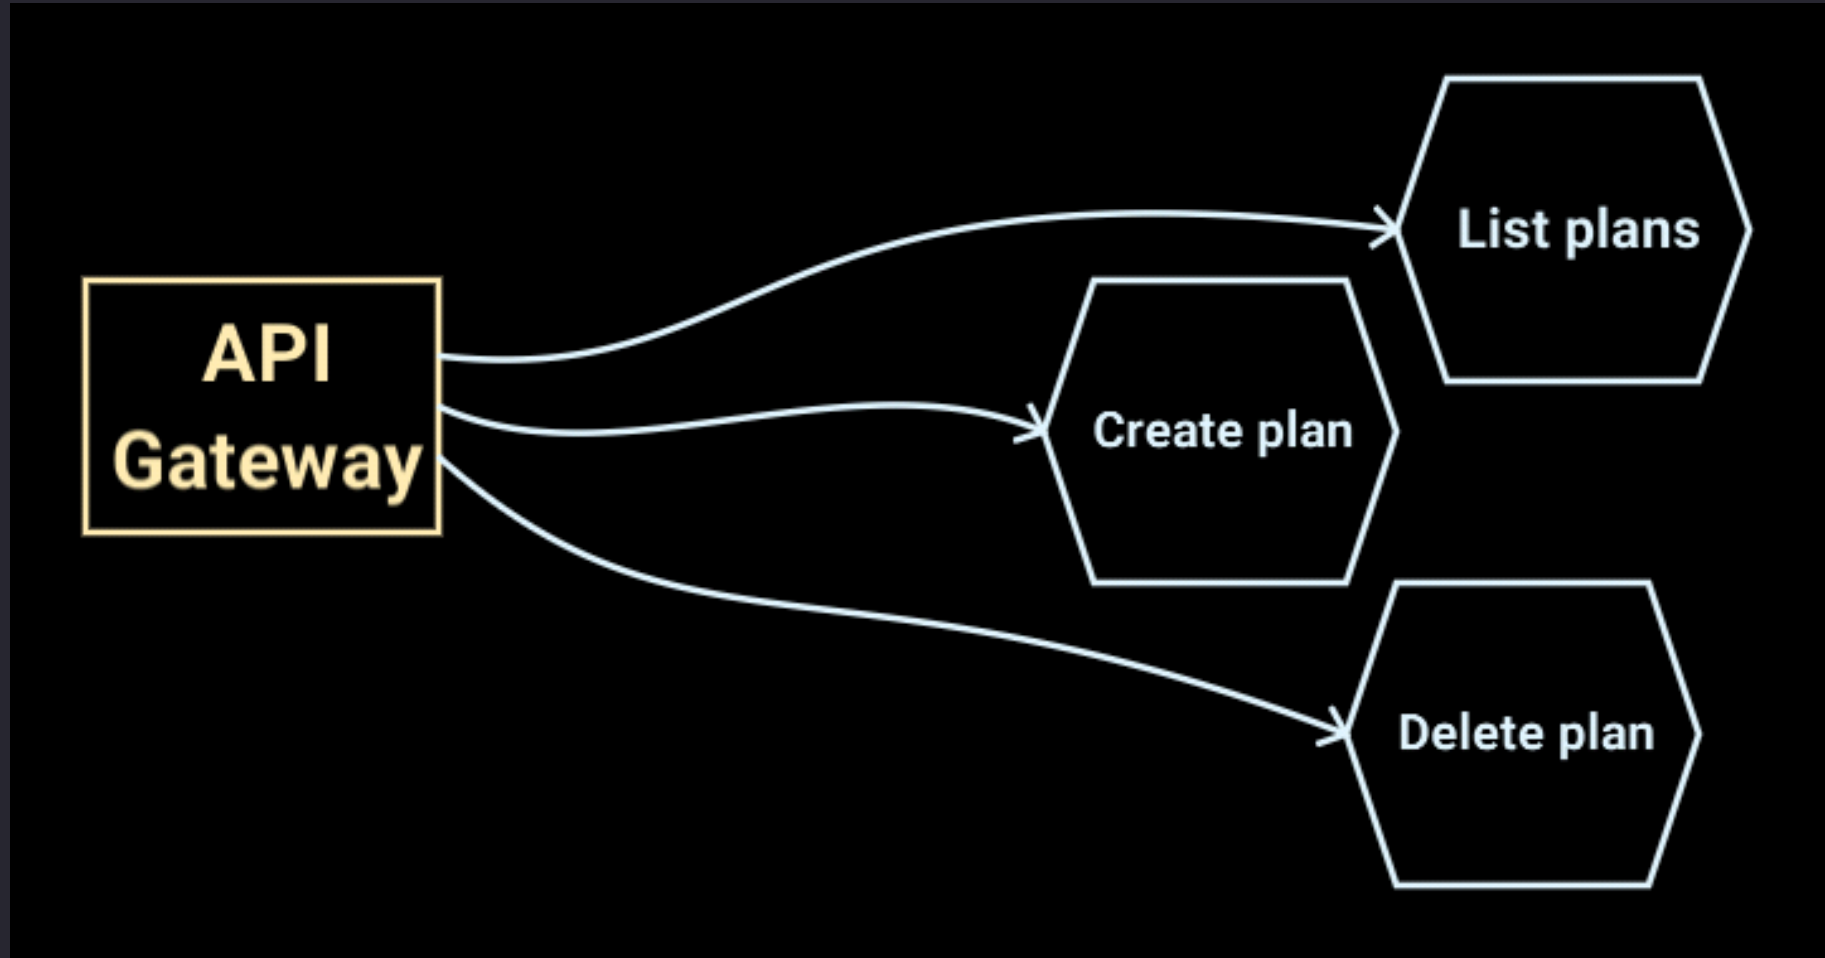 API
Gateway
List plans
Create plan
Delete plan